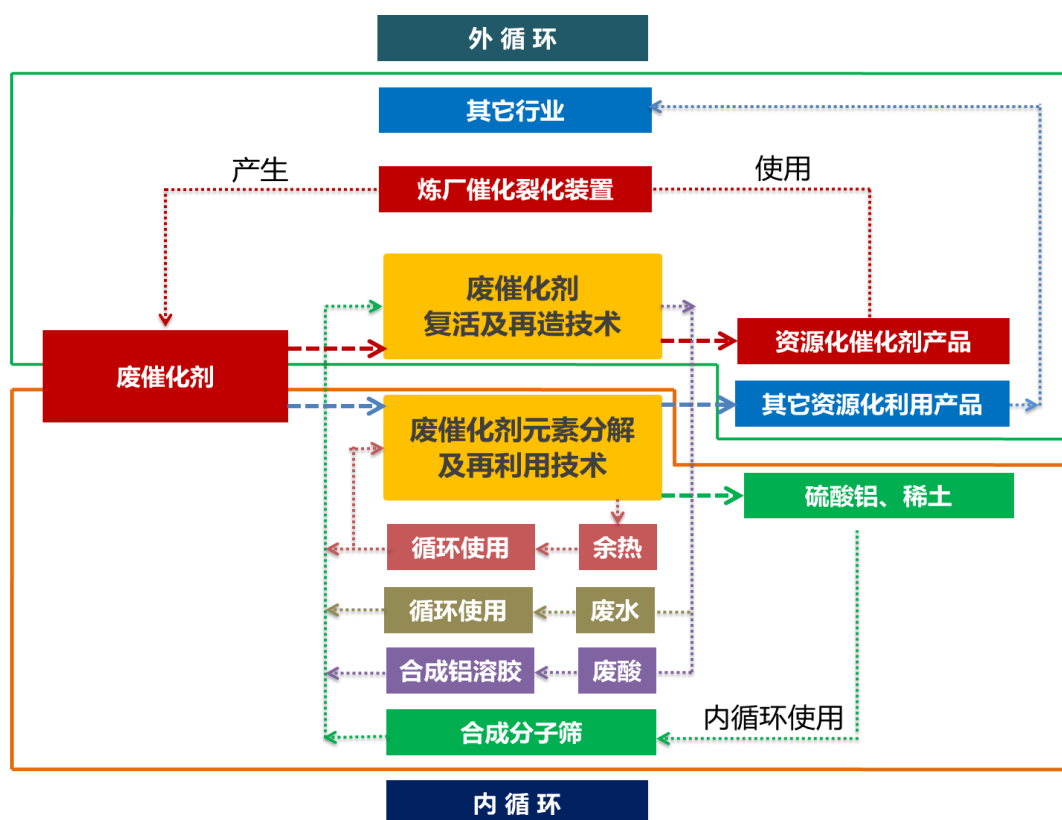 外循环
其它行业
产生
炼厂催化裂化装置
使用
废催化剂
复活及再造技术
资源化催化剂产品
废催化剂
其它资源化利用产品
废催化剂元素分解
及再利用技术
硫酸铝、稀土
循环使用
余热
循环使用
废水
合成铝溶胶
废酸
内循环使用
合成分子筛
内循环